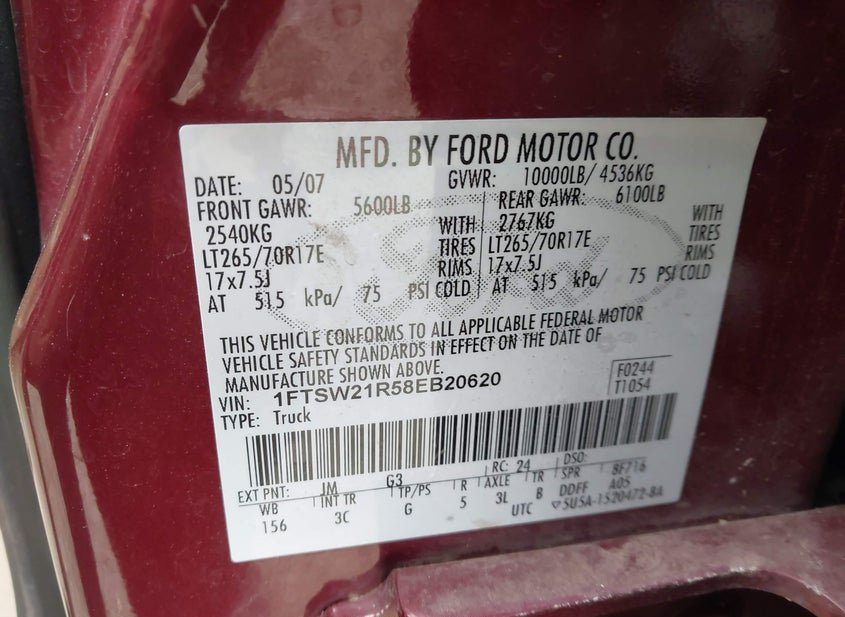 MFD. BY FORD MOTOR CO.
DATE: 05/07 GVWR: 10000LB/ 4536KG
FRONT GAWR: 5600LB REAR GAWR: 6100LB
2540KG WITH 2767KG WITH
LT265/70R17E TIRES LT265/70R17E TIRES
17x7.5J RIMS 17x7.5J RIMS
AT 515 kPa/ 75 PSI COLD AT 515 kPa/ 75 PSI COLD
THIS VEHICLE CONFORMS TO ALL APPLICABLE FEDERAL MOTOR
VEHICLE SAFETY STANDARDS IN EFFECT ON THE DATE OF
MANUFACTURE SHOWN ABOVE.
VIN: 1FTSW21R58EB20620 F0244
TYPE: Truck T1054
EXT PNT: JM G3 RC: 24 DSO:
WB INT TR TP/PS R AXLE TR SPR 8F716
156 3C G 5 3L B DDFF A05
UTC ▽5U5A-1520472-BA